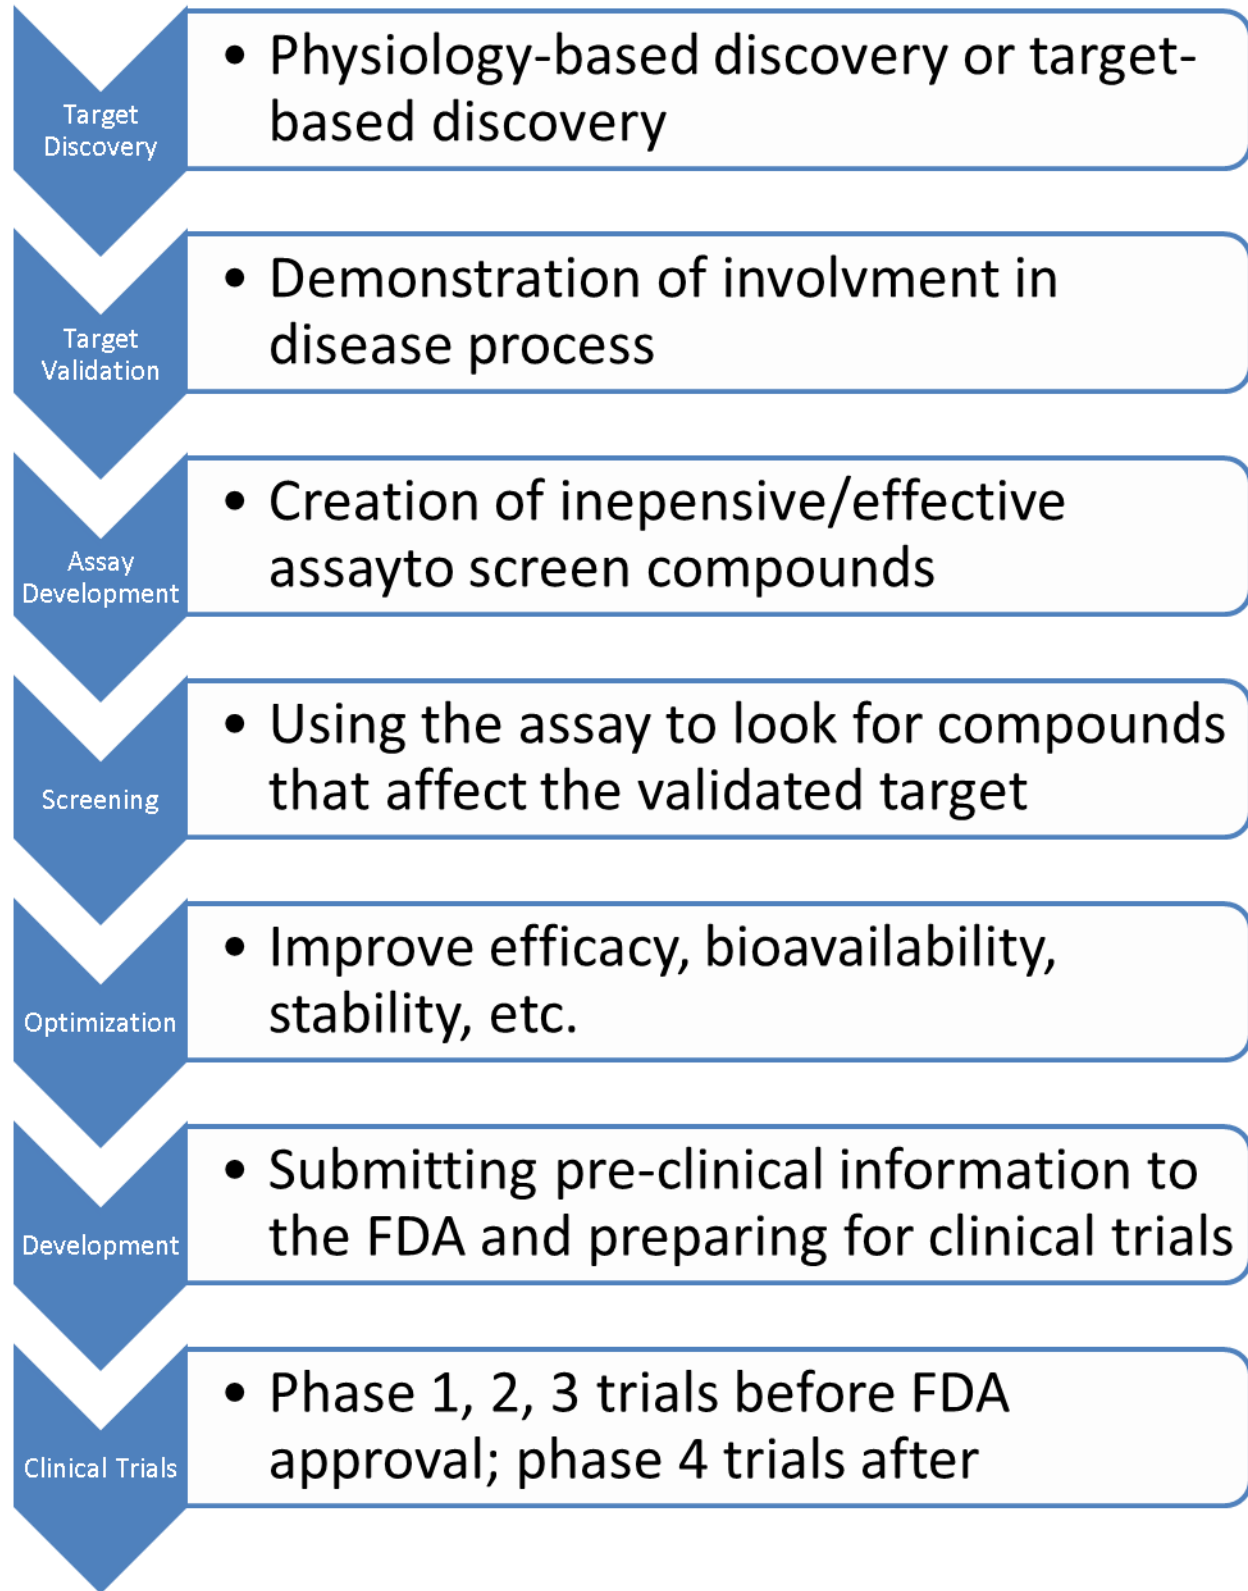 Target
Discovery
• Physiology-based discovery or target-
based discovery
Target
Validation
• Demonstration of involvment in
disease process
Assay
Development
• Creation of inepensive/effective
assayto screen compounds
Screening
• Using the assay to look for compounds
that affect the validated target
Optimization
• Improve efficacy, bioavailability,
stability, etc.
Development
• Submitting pre-clinical information to
the FDA and preparing for clinical trials
Clinical Trials
• Phase 1, 2, 3 trials before FDA
approval; phase 4 trials after